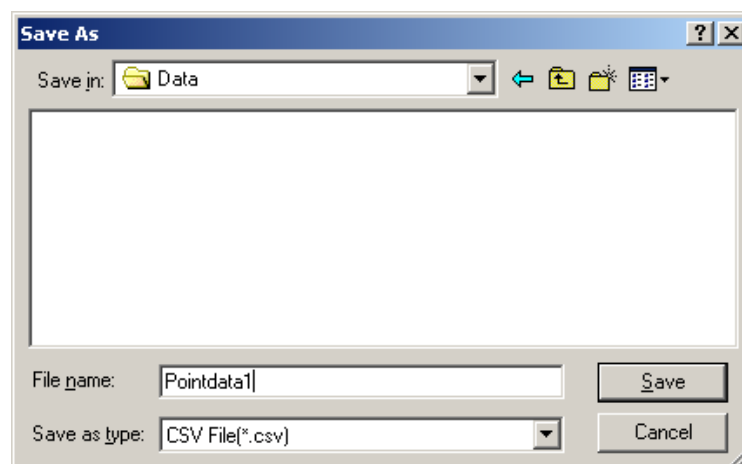 Save As
Save in: Data
File name: Pointdata1
Save
Save as type: CSV File(*.csv)
Cancel